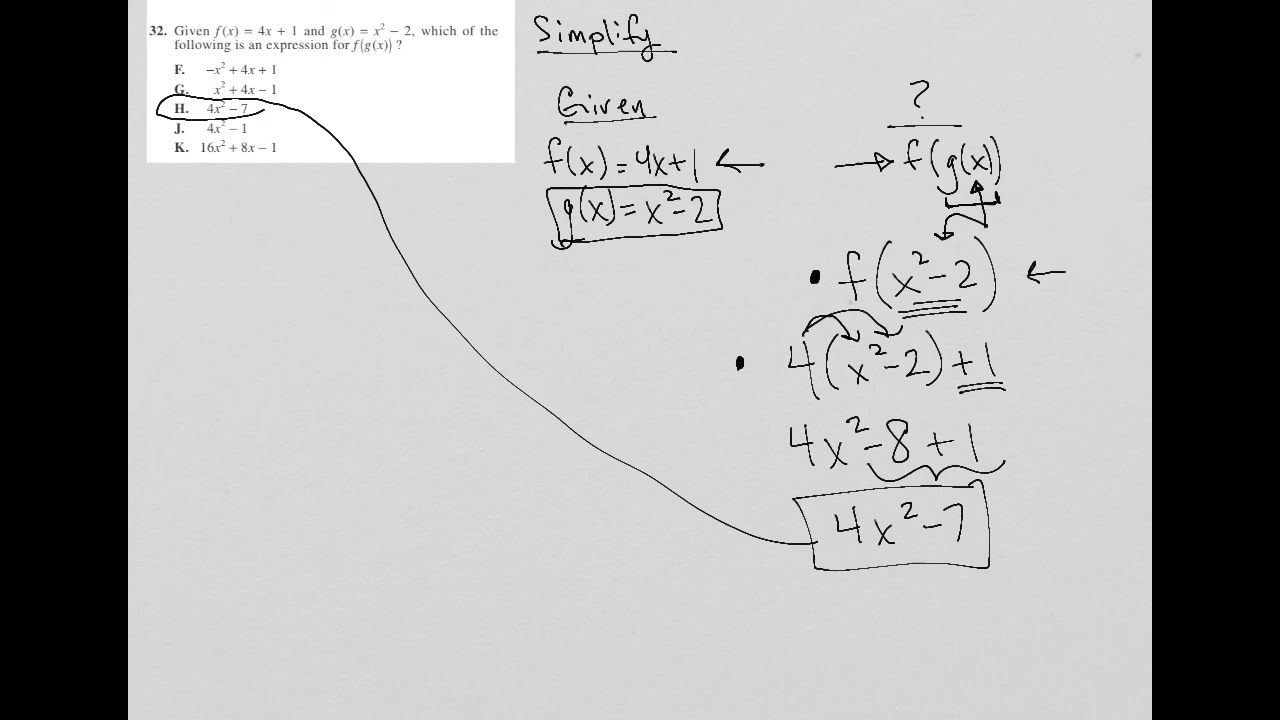 32. Given f(x) = 4x + 1 and g(x) = x² − 2, which of the
following is an expression for f(g(x)) ?
F. −x² + 4x + 1
G. x² + 4x − 1
H. 4x² − 7
J. 4x² − 1
K. 16x² + 8x − 1
Simplify
Given
f(x) = 4x+1
g(x) = x²−2
?
f(g(x))
f(x²−2)
4(x²−2)+1
4x²−8+1
4x²−7